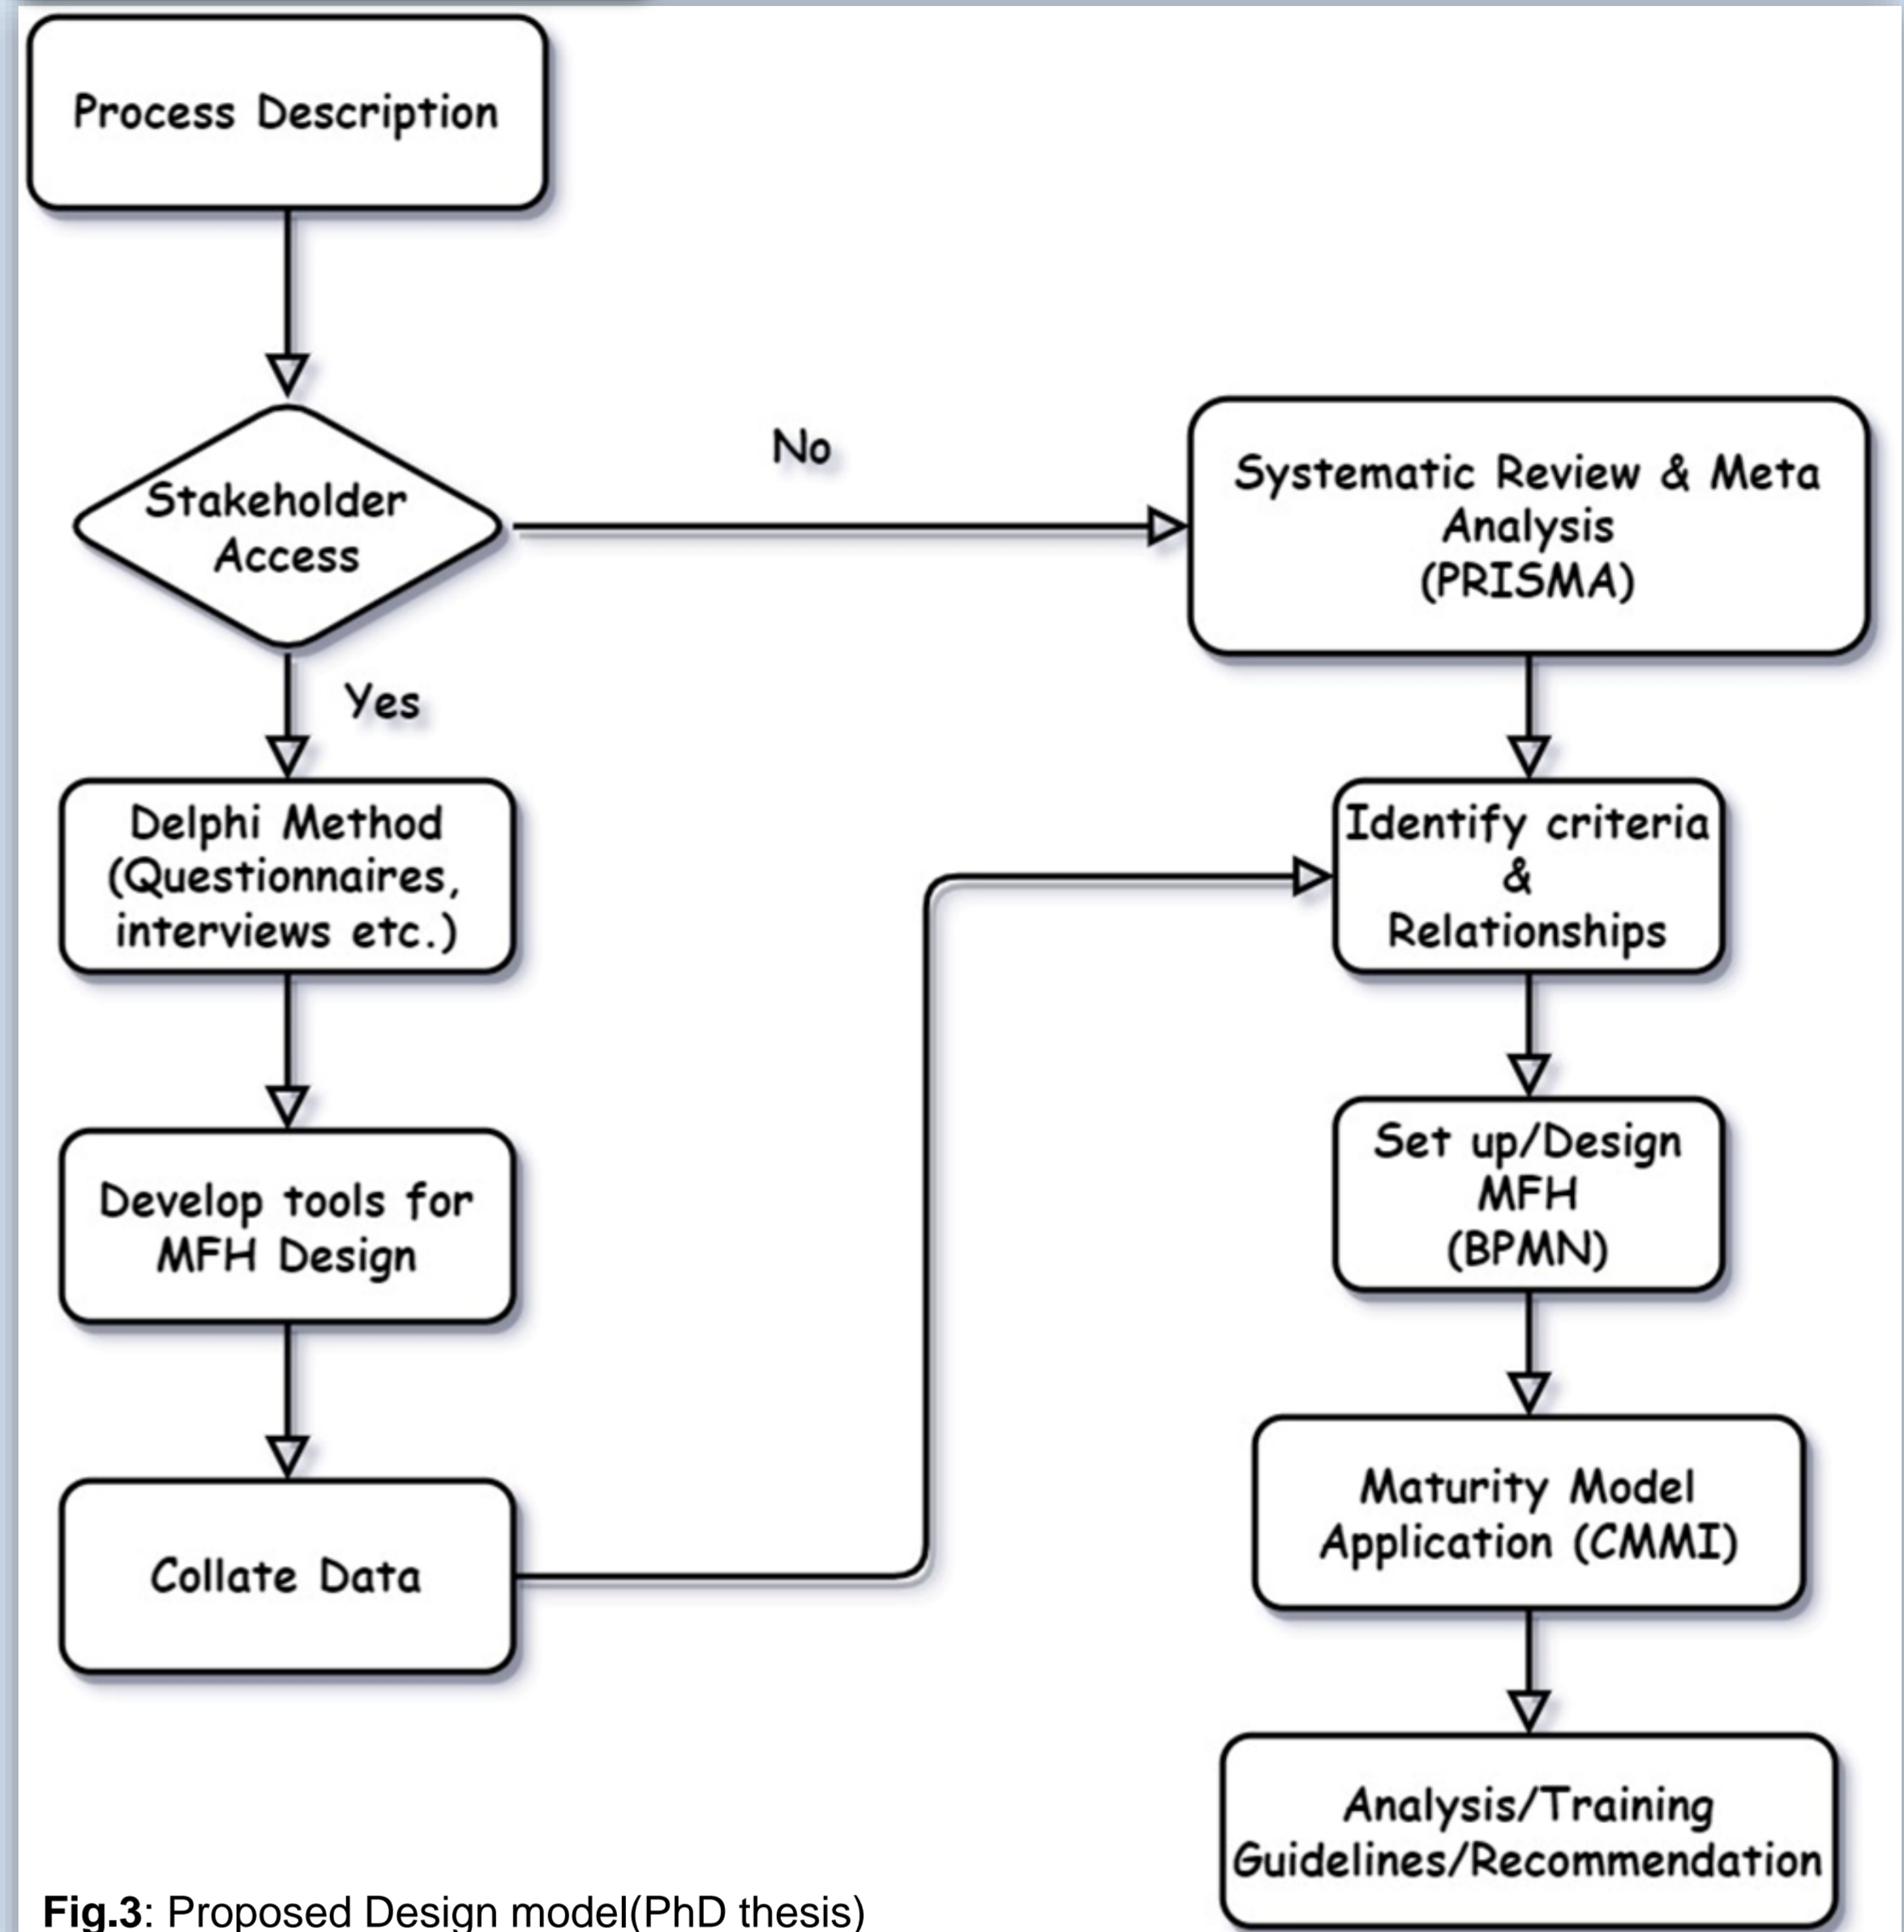 Process Description
Stakeholder
Access
No
Yes
Systematic Review & Meta
Analysis
(PRISMA)
Delphi Method
(Questionnaires,
interviews etc.)
Identify criteria
&
Relationships
Develop tools for
MFH Design
Set up/Design
MFH
(BPMN)
Collate Data
Maturity Model
Application (CMMI)
Analysis/Training
Guidelines/Recommendation
Fig.3: Proposed Design model(PhD thesis)